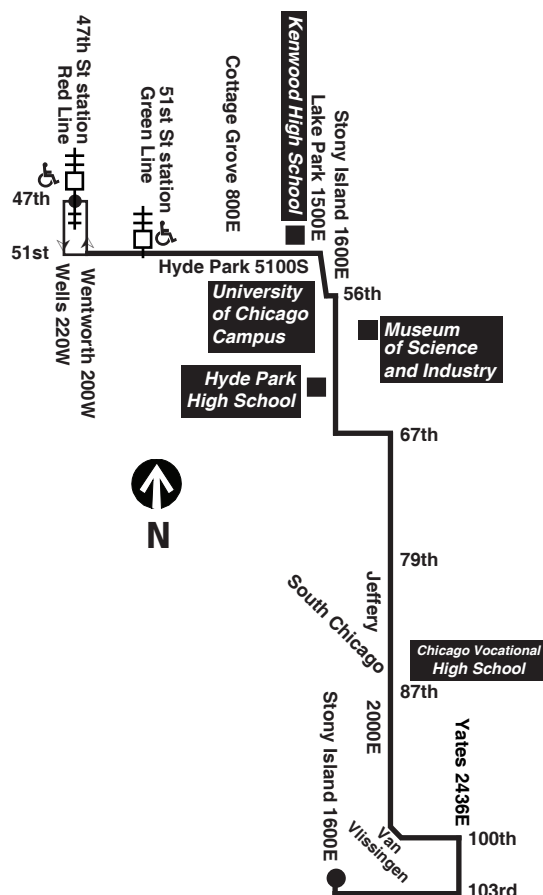 47th St station
Red Line
51st St station
Green Line
Cottage Grove 800E
Kenwood High School
Lake Park 1500E
Stony Island 1600E
47th
51st
Hyde Park 5100S
Wells 220W
Wentworth 200W
University
of Chicago
Campus
56th
Museum
of Science
and Industry
Hyde Park
High School
67th
N
79th
Jeffery
2000E
South Chicago
Chicago Vocational
High School
87th
Stony Island 1600E
Yates 2436E
Van
Vlissingen
100th
103rd